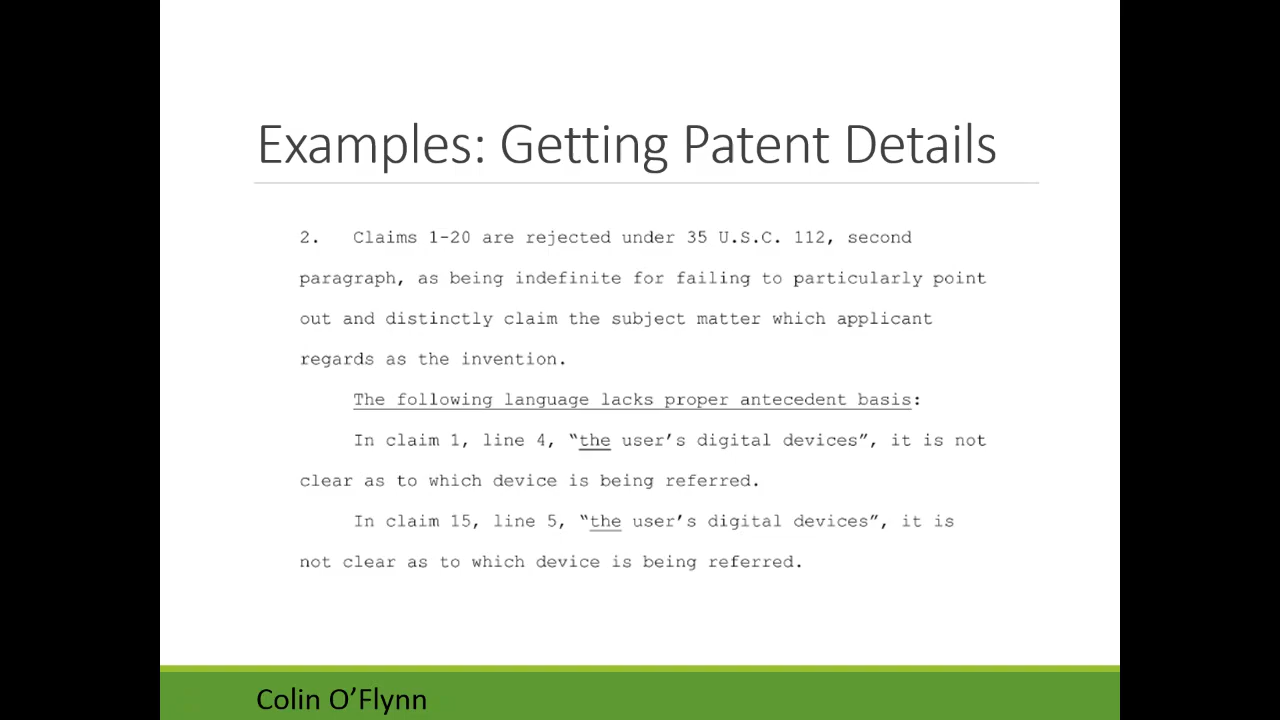 Examples: Getting Patent Details
2. Claims 1-20 are rejected under 35 U.S.C. 112, second
paragraph, as being indefinite for failing to particularly point
out and distinctly claim the subject matter which applicant
regards as the invention.
The following language lacks proper antecedent basis:
In claim 1, line 4, “the user’s digital devices”, it is not
clear as to which device is being referred.
In claim 15, line 5, “the user’s digital devices”, it is
not clear as to which device is being referred.
Colin O’Flynn